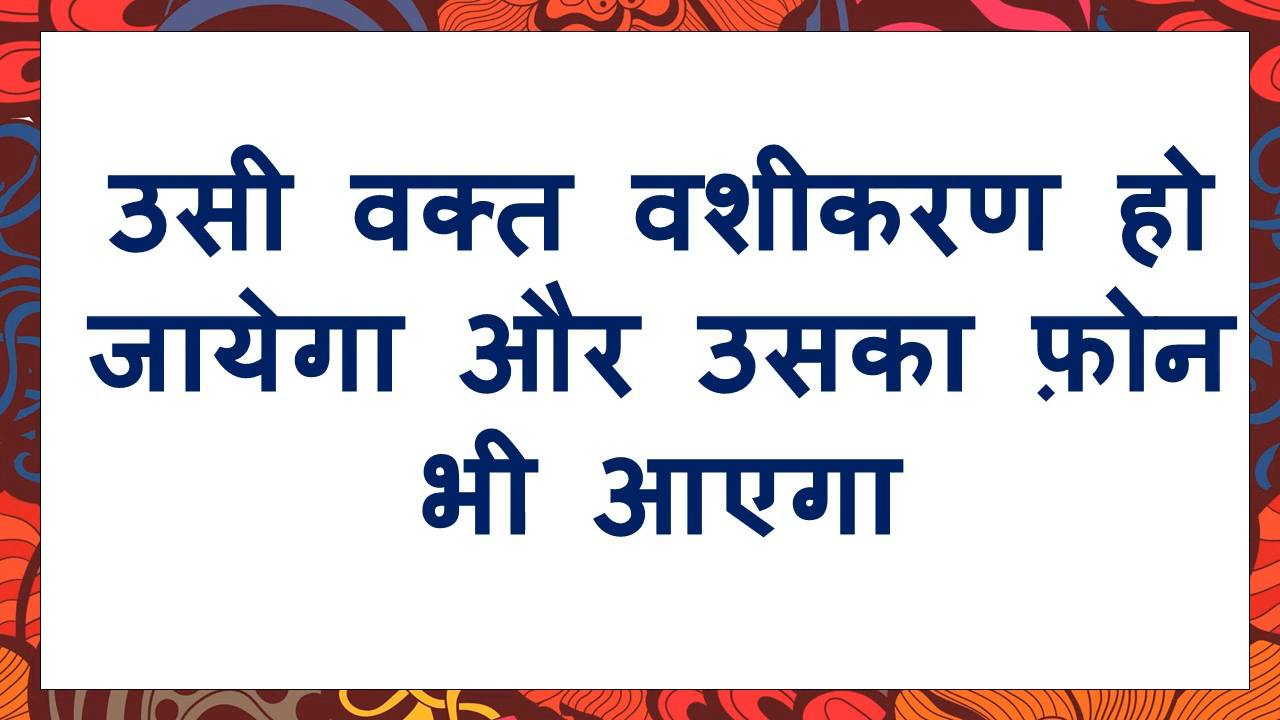 उसी वक्त वशीकरण हो
जायेगा और उसका फ़ोन
भी आएगा